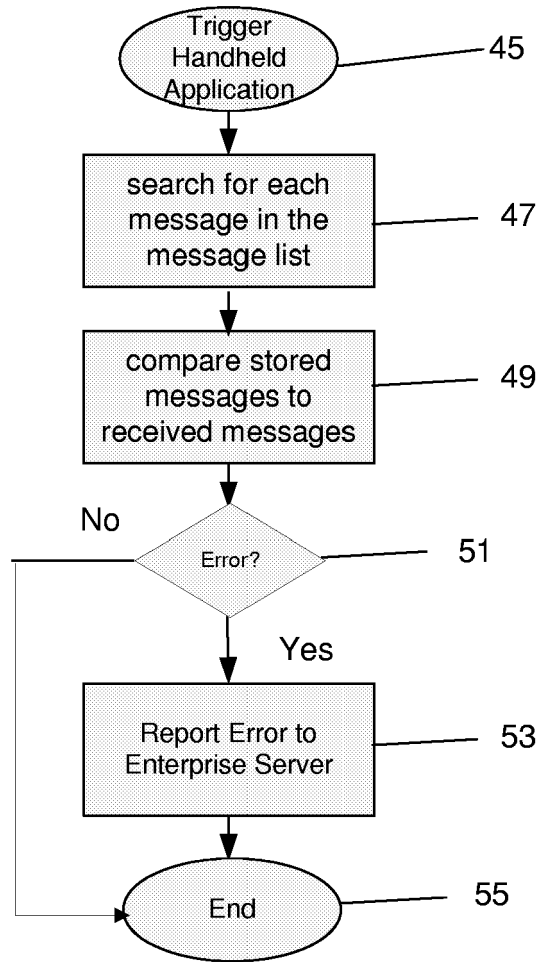 Trigger
Handheld
Application
45
search for each
message in the
message list
47
compare stored
messages to
received messages
49
No
Error?
51
Yes
Report Error to
Enterprise Server
53
End
55